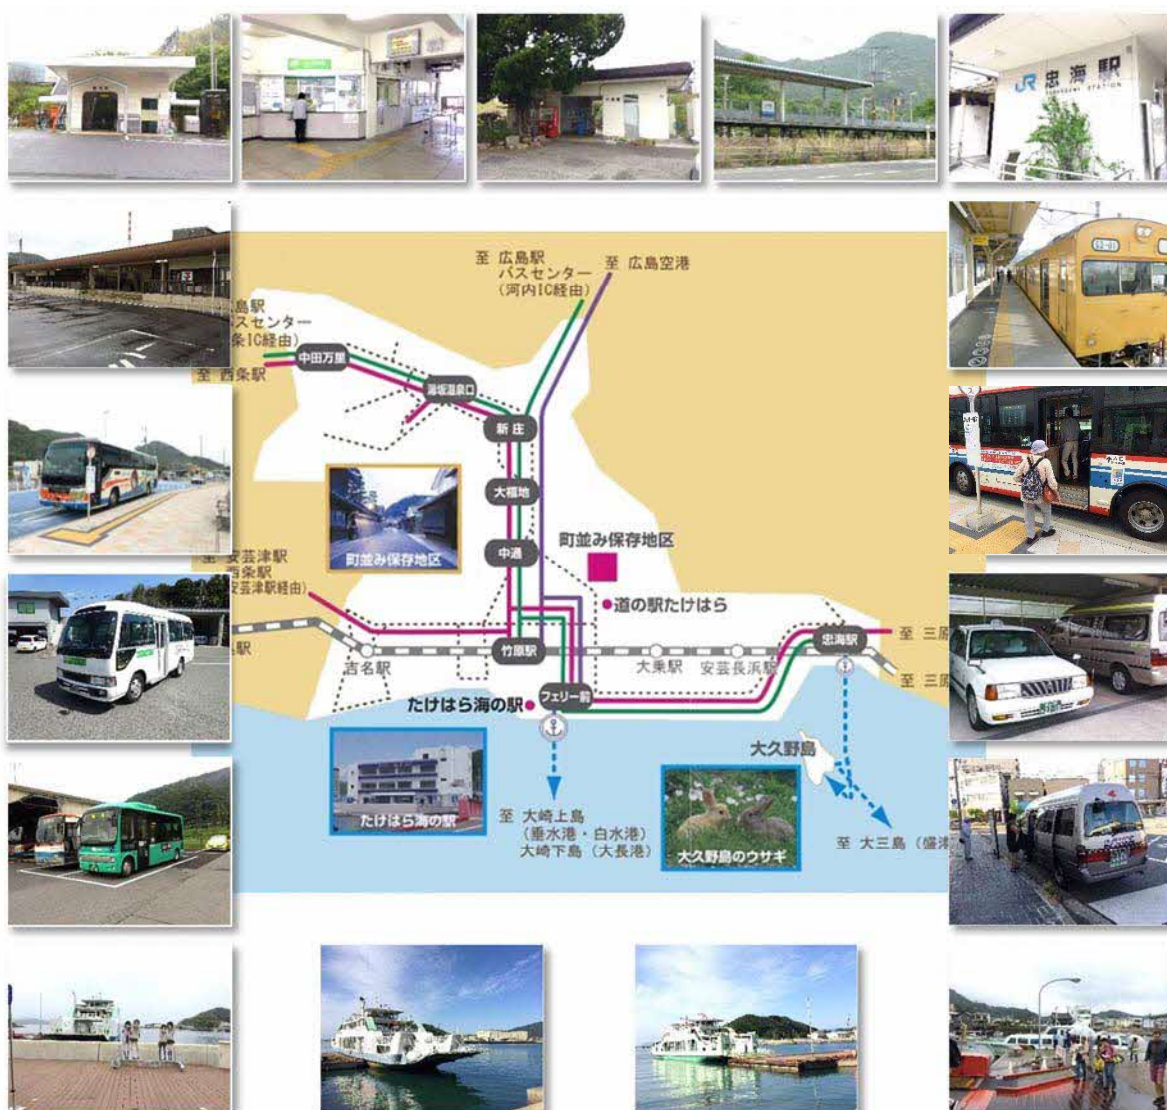 JR 忠海駅
TADANOUMI STATION
至 広島駅
バスセンター
(河内IC経由)
至 広島空港
島駅
スセンター
条IC経由)
至 西条駅
中田万里
湯坂温泉口
新庄
大福地
中通
町並み保存地区
町並み保存地区
道の駅たけはら
至 安芸津駅
西条駅
安芸津駅経由)
吉名駅
竹原駅
大乗駅
安芸長浜駅
忠海駅
至 三原
至 三原
たけはら海の駅
フェリー前
たけはら海の駅
大久野島
大久野島のウサギ
至 大崎上島
(垂水港・白水港)
大崎下島(大長港)
至 大三島(盛港